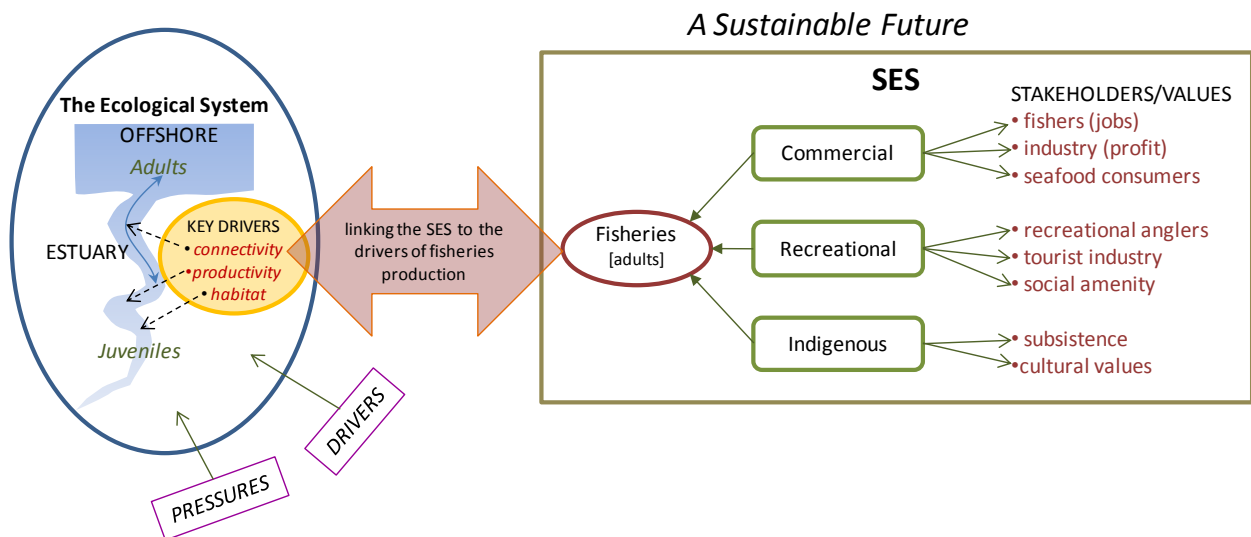 A Sustainable Future
The Ecological System
OFFSHORE
Adults
ESTUARY
KEY DRIVERS
• connectivity
•productivity
• habitat
Juveniles
PRESSURES
DRIVERS
linking the SES to the
drivers of fisheries
production
SES
Fisheries
[adults]
Commercial
Recreational
Indigenous
STAKEHOLDERS/VALUES
• fishers (jobs)
• industry (profit)
• seafood consumers
• recreational anglers
• tourist industry
• social amenity
• subsistence
•cultural values